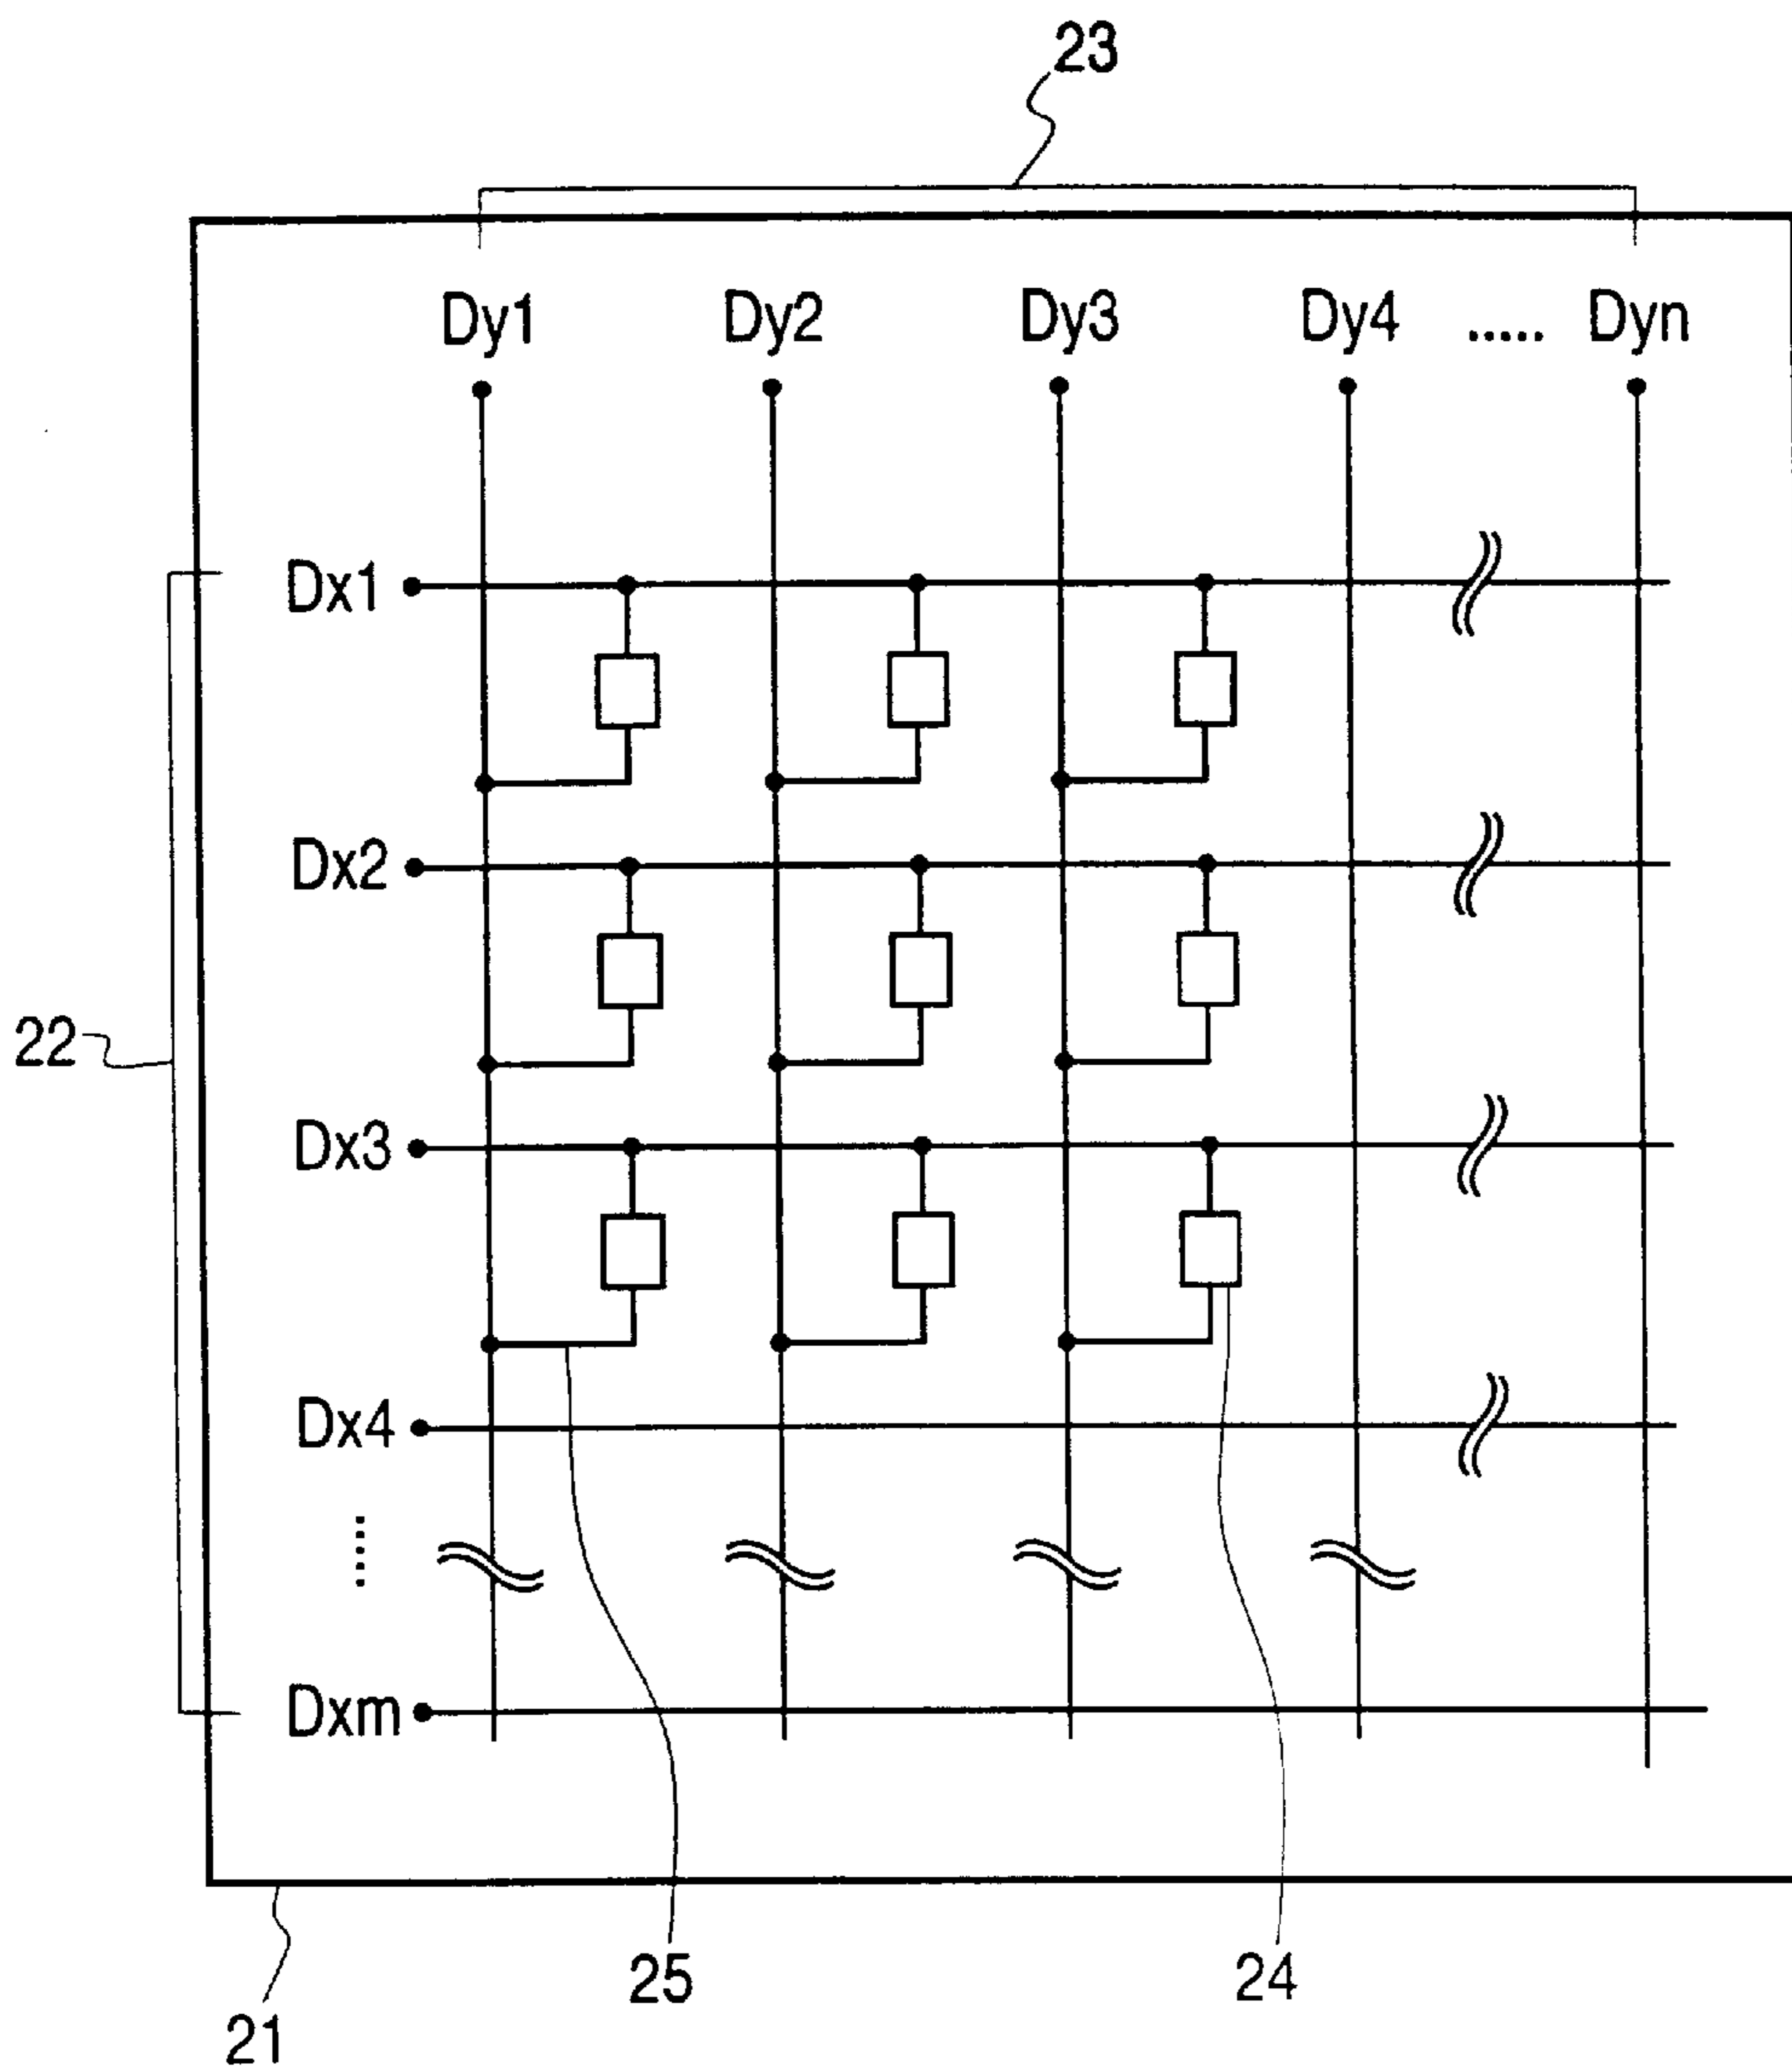 23
Dy1 Dy2 Dy3 Dy4 ..... Dyn
Dx1
Dx2
22
Dx3
Dx4
.....
Dxm
25
24
21